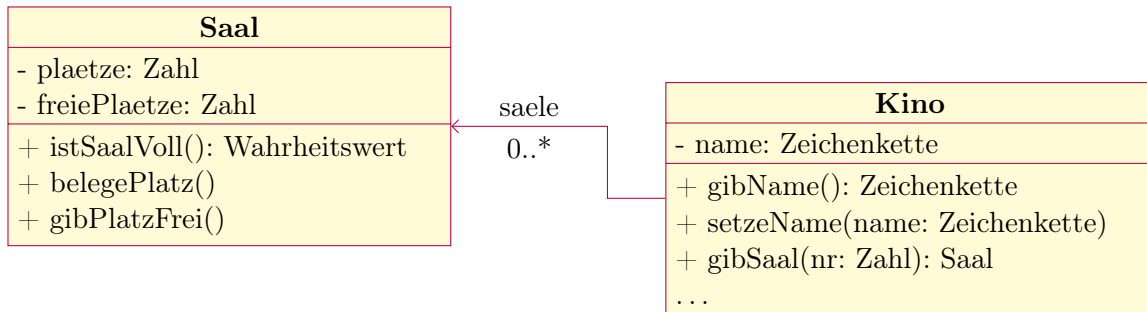 Saal
- plaetze: Zahl
- freiePlaetze: Zahl
+ istSaalVoll(): Wahrheitswert
+ belegePlatz()
+ gibPlatzFrei()
saele
0..*
Kino
- name: Zeichenkette
+ gibName(): Zeichenkette
+ setzeName(name: Zeichenkette)
+ gibSaal(nr: Zahl): Saal
...